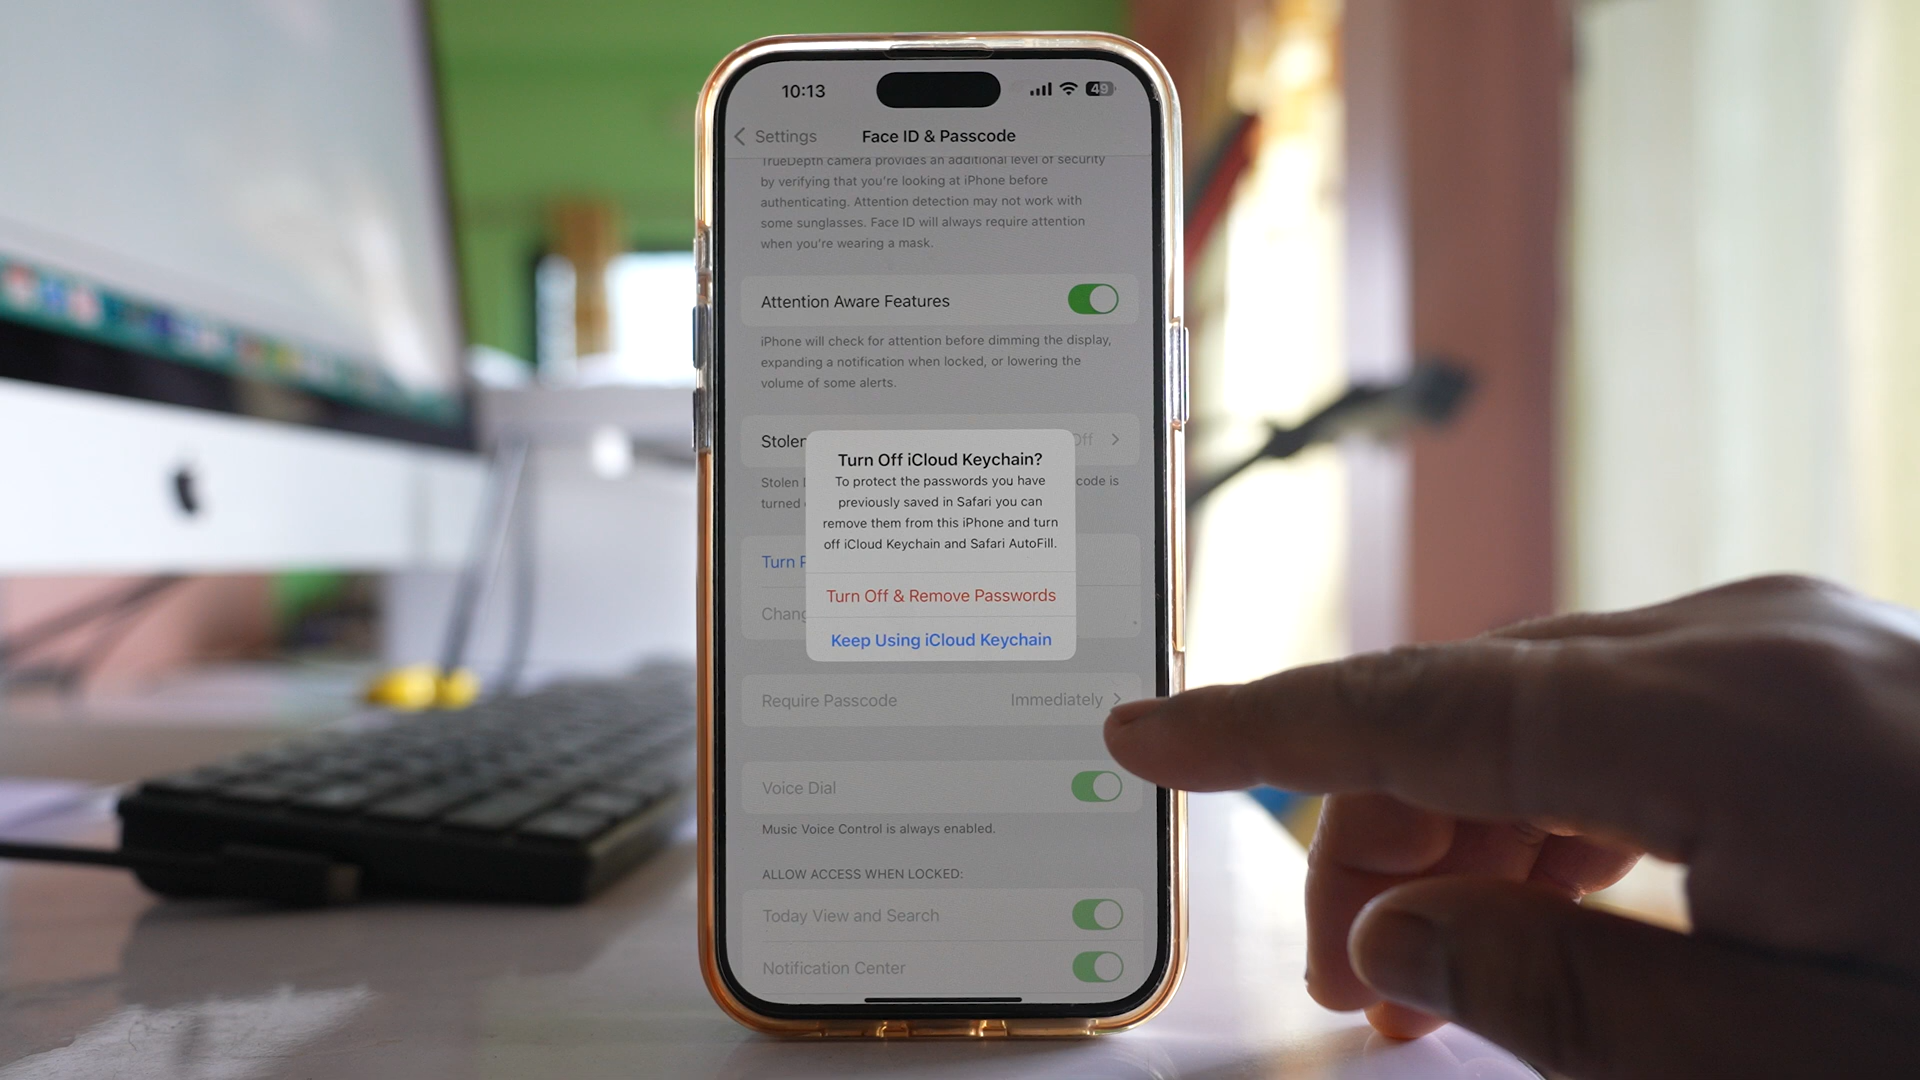 10:13
49
Settings
Face ID & Passcode
TrueDepth camera provides an additional level of security
by verifying that you're looking at iPhone before
authenticating. Attention detection may not work with
some sunglasses. Face ID will always require attention
when you're wearing a mask.
Attention Aware Features
iPhone will check for attention before dimming the display,
expanding a notification when locked, or lowering the
volume of some alerts.
Stolen
Off
Stolen
code is
turned
Turn Off iCloud Keychain?
To protect the passwords you have
previously saved in Safari you can
remove them from this iPhone and turn
off iCloud Keychain and Safari AutoFill.
Turn Off & Remove Passwords
Keep Using iCloud Keychain
Turn P
Chang
Require Passcode
Immediately
Voice Dial
Music Voice Control is always enabled.
ALLOW ACCESS WHEN LOCKED:
Today View and Search
Notification Center